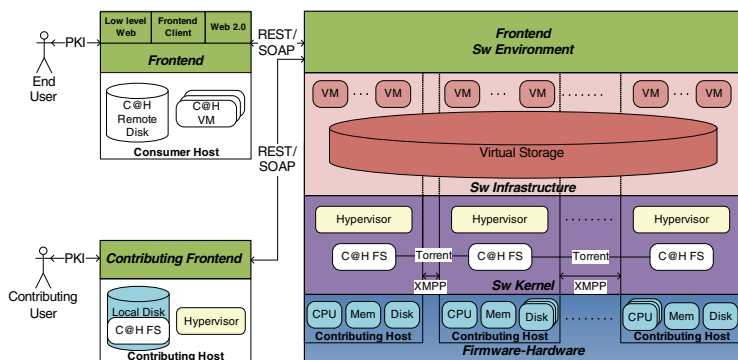 Low level
Web
Frontend
Client
Web 2.0
Frontend
PKI
End
User
C@H
Remote
Disk
C@H
VM
Consumer Host
REST/
SOAP
REST/
SOAP
Contributing Frontend
PKI
Contributing
User
Local Disk
C@H FS
Hypervisor
Contributing Host
Frontend
Sw Environment
VM ... VM VM ... VM ....... VM ... VM
Virtual Storage
Sw Infrastructure
Hypervisor Hypervisor ........ Hypervisor
C@H FS Torrent C@H FS Torrent C@H FS
XMPP Sw Kernel XMPP
CPU Mem Disk CPU Mem Disk ........ CPU Mem Disk
Contributing Host Contributing Host Contributing Host
Firmware-Hardware